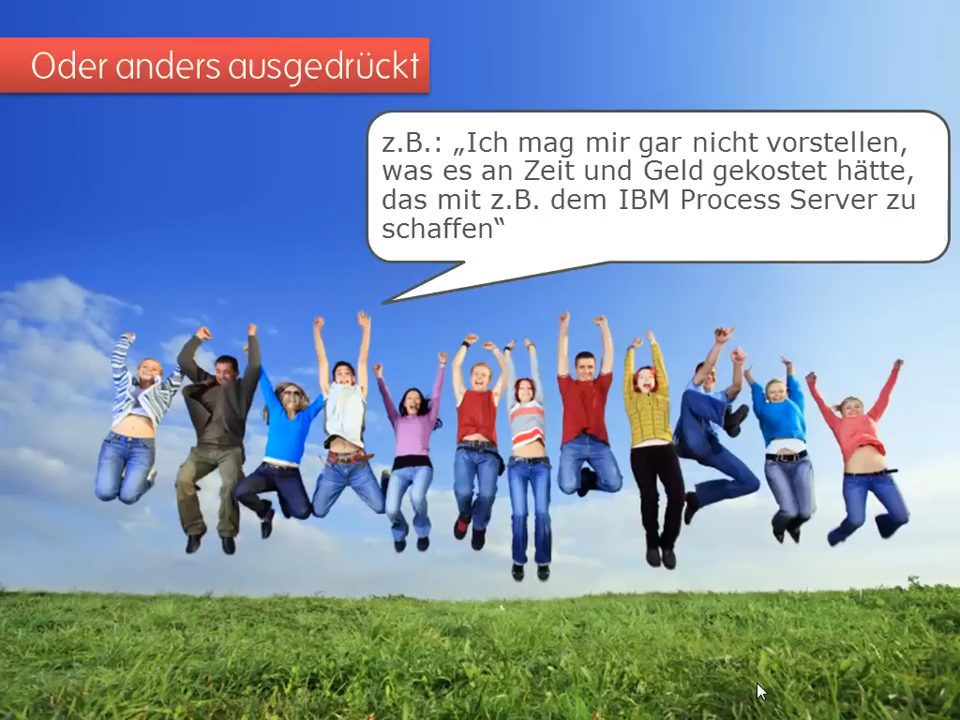 Oder anders ausgedrückt
z.B.: „Ich mag mir gar nicht vorstellen,
was es an Zeit und Geld gekostet hätte,
das mit z.B. dem IBM Process Server zu
schaffen“